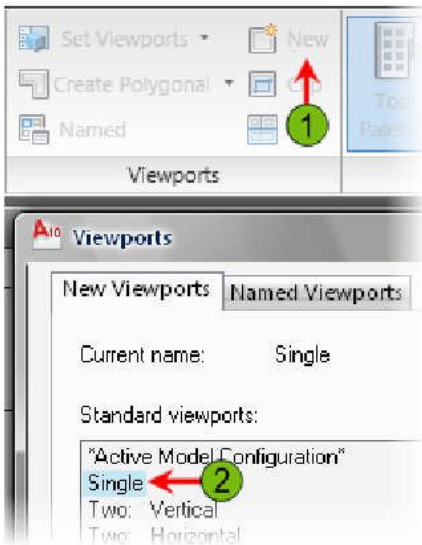 Set Viewports
New
Create Polygonal
1
Named
Viewports
A10 Viewports
New Viewports
Named Viewports
Current name: Single
Standard viewports:
*Active Model Configuration*
Single
2
Two: Vertical
Two: Horizontal